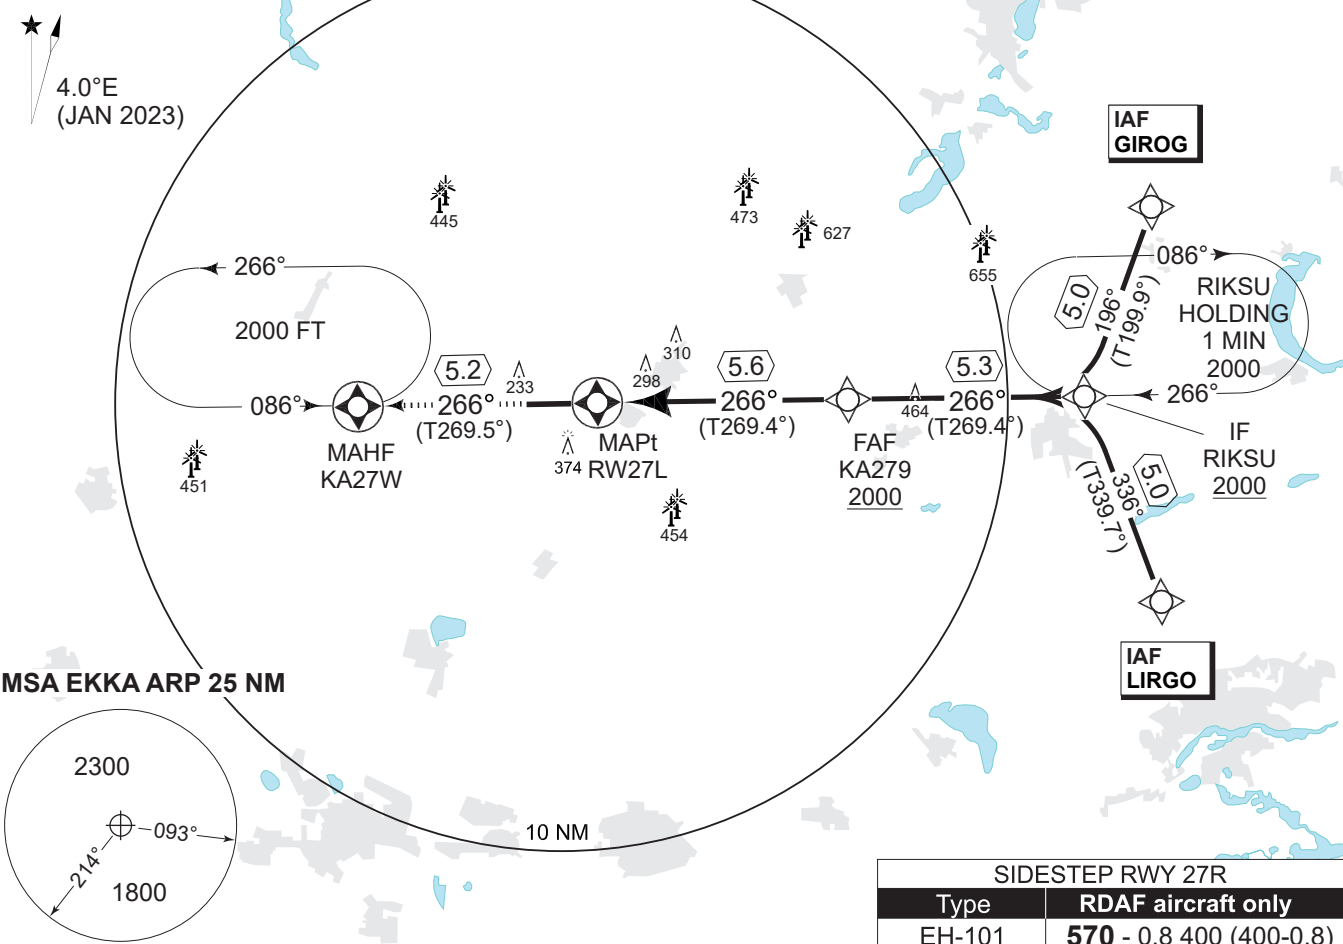 4.0°E
(JAN 2023)
IAF
GIROG
445
473
627
655
266°
086°
5.0
196°
(T199.9°)
RIKSU
HOLDING
1 MIN
2000
2000 FT
310
5.2
233
298
5.6
5.3
086°
266°
(T269.5°)
266°
(T269.4°)
464
266°
(T269.4°)
266°
MAHF
KA27W
374
MAPt
RW27L
FAF
KA279
2000
IF
RIKSU
2000
451
454
5.0
336°
(T339.7°)
IAF
LIRGO
MSA EKKA ARP 25 NM
2300
093°
214°
1800
10 NM
SIDESTEP RWY 27R
Type RDAF aircraft only
EH-101 570 - 0.8 400 (400-0.8)